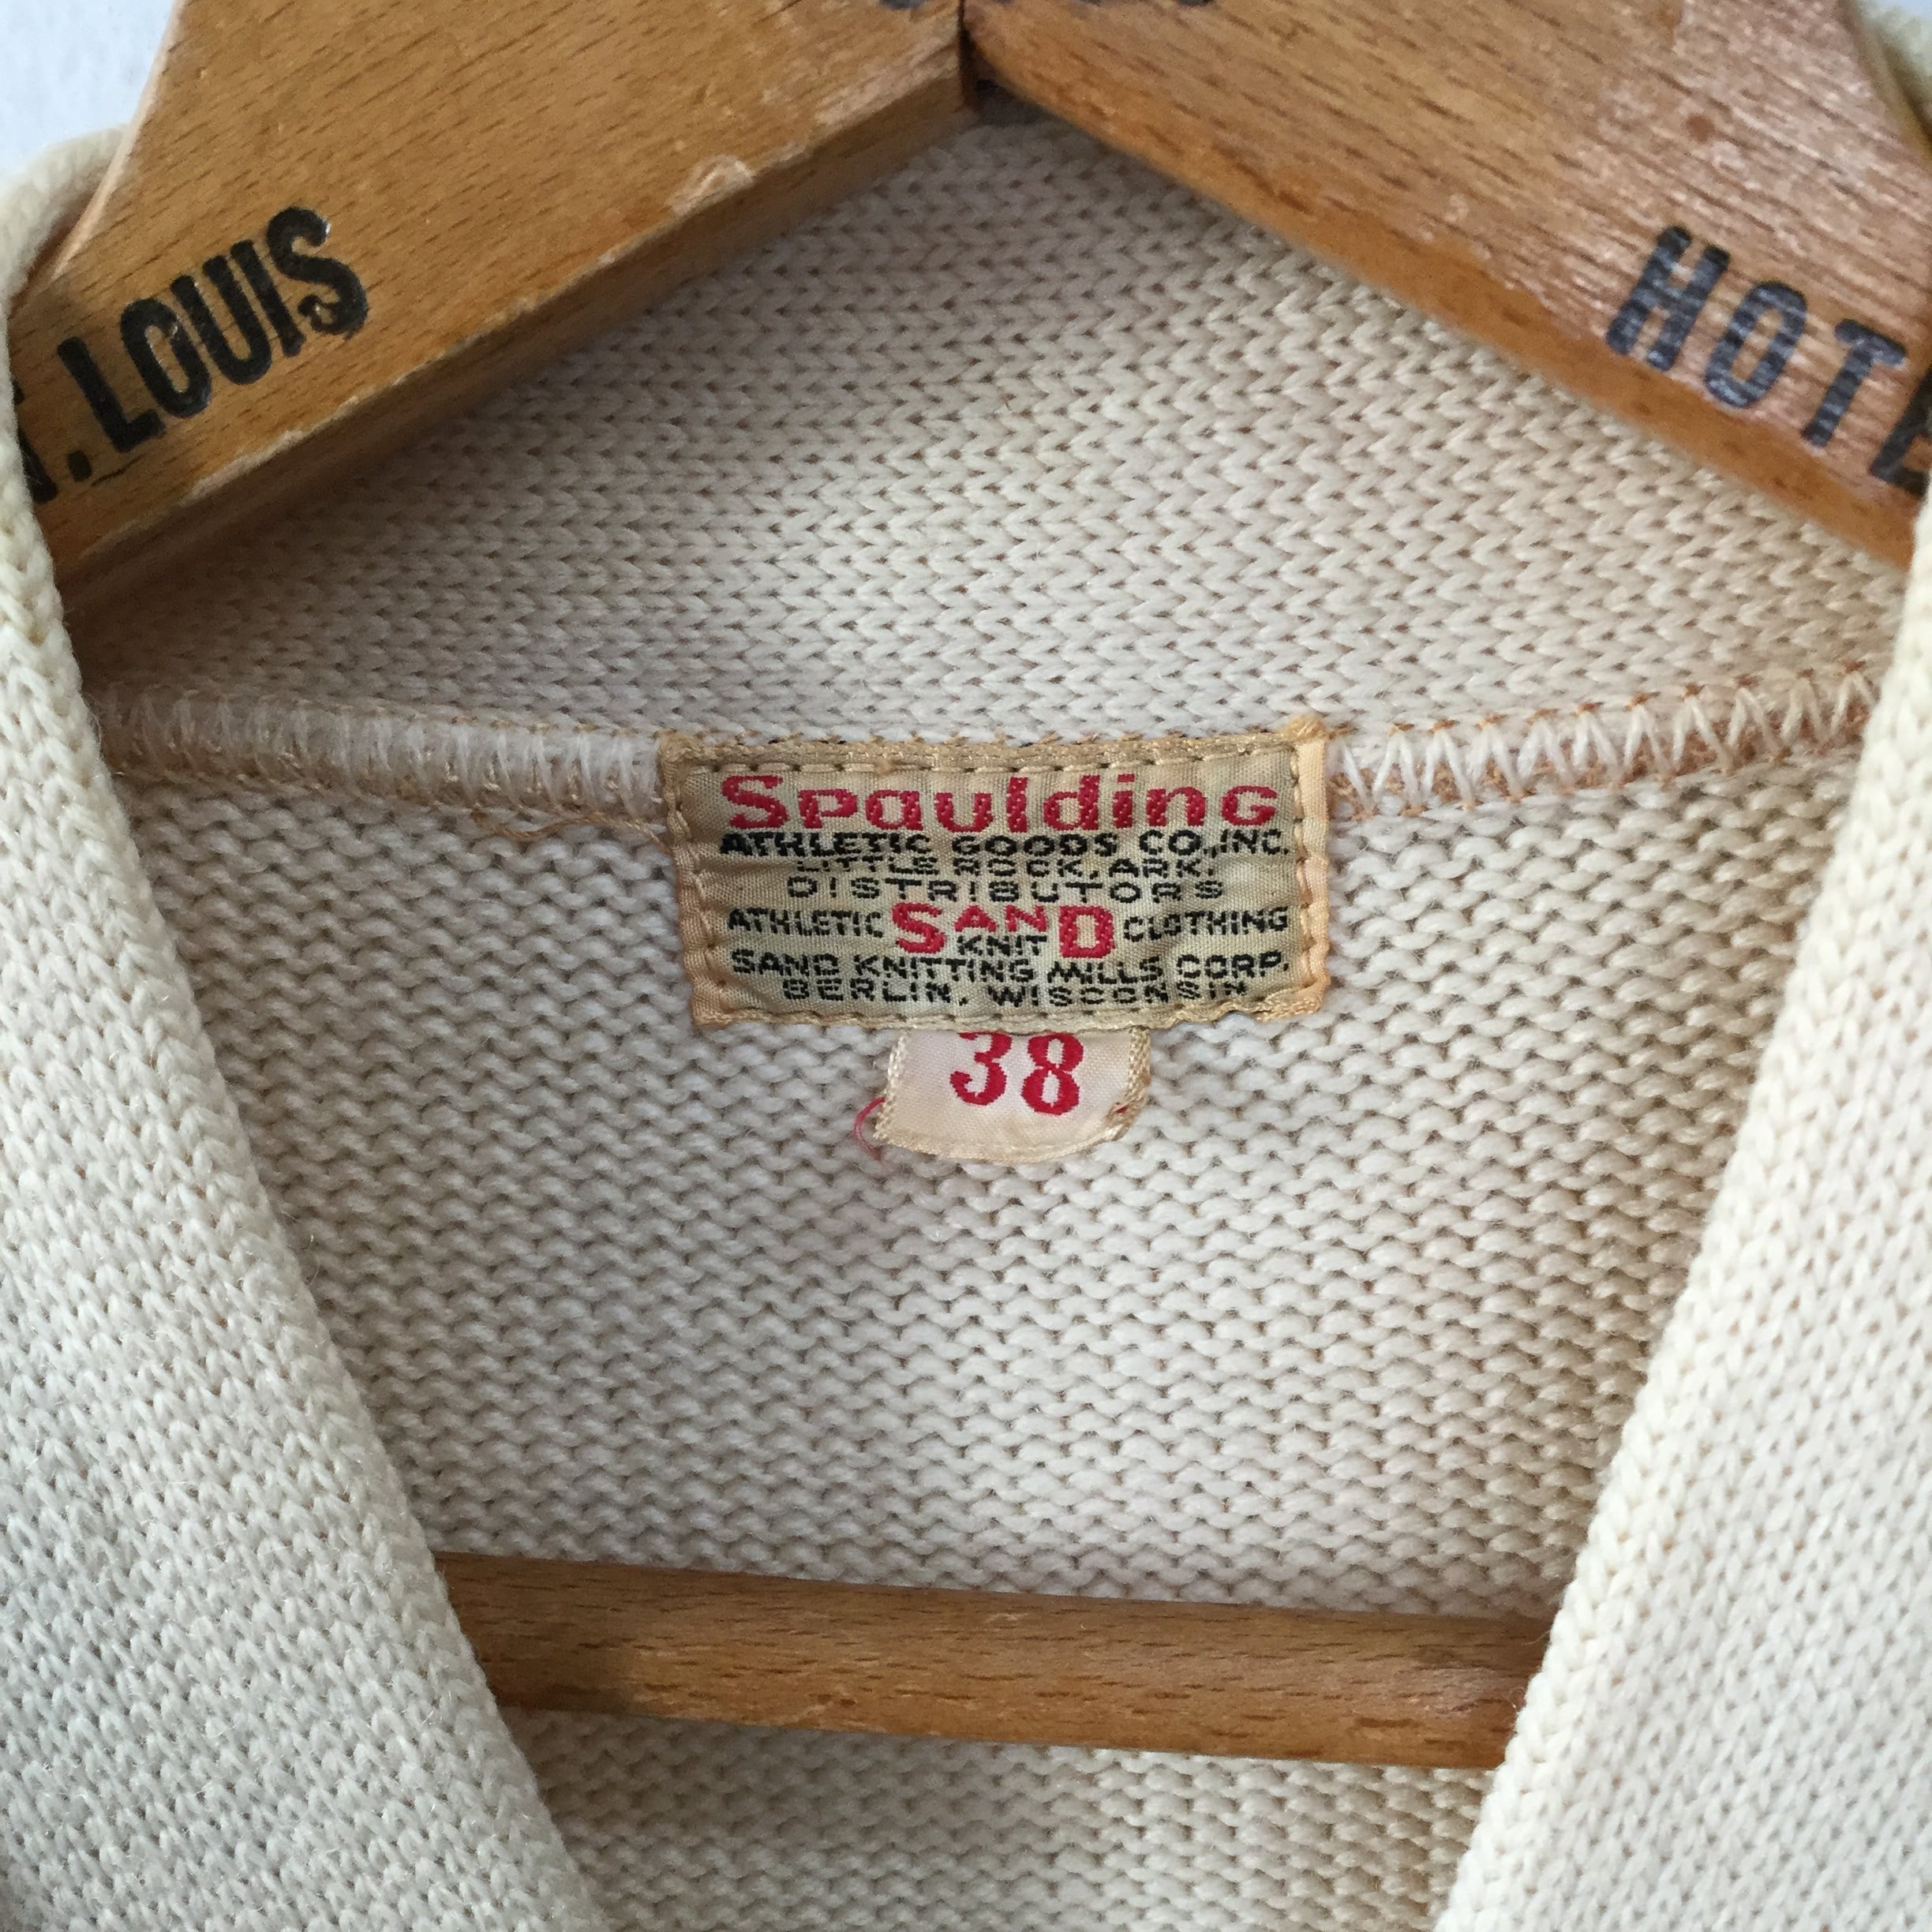 . LOUIS
HOTE
Spaulding
ATHLETIC GOODS CO., INC.
LITTLE ROCK, ARK.
DISTRIBUTORS
ATHLETIC SAND KNIT CLOTHING
SAND KNITTING MILLS CORP.
BERLIN, WISCONSIN
38